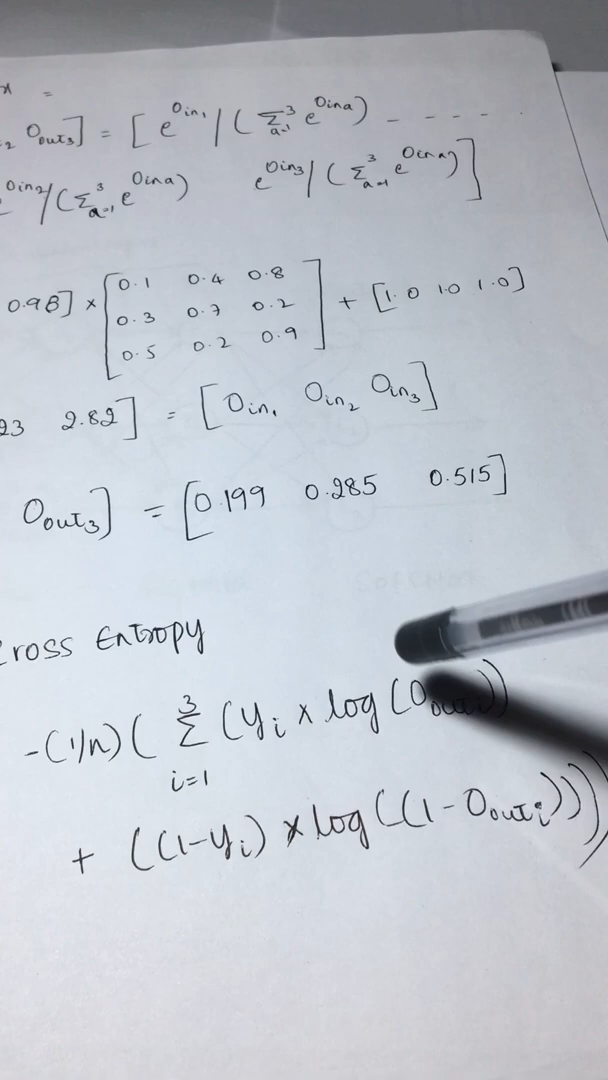 =
Oout₃] = [e^Oin₁ / (Σ³ₐ₌₁ e^Oina) - - - -
Oin₂/(Σ³ₐ₌₁ e^Oina) e^Oin₃/(Σ³ₐ₌₁ e^Oina)]
0.98] × [0.1 0.4 0.8
0.3 0.7 0.2
0.5 0.2 0.9] + [1.0 1.0 1.0]
23 2.82] = [Oin₁ Oin₂ Oin₃]
Oout₃] = [0.199 0.285 0.515]
Cross Entropy
-(1/n)( Σ³ᵢ₌₁ (yᵢ × log(Oouti))
+ ((1-yᵢ) × log((1-Oouti))))